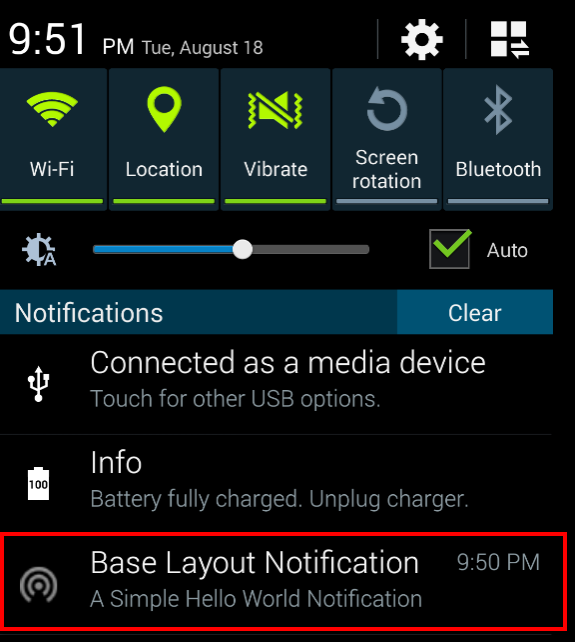 9:51 PM Tue, August 18
Wi-Fi
Location
Vibrate
Screen
rotation
Bluetooth
A
Auto
Notifications
Clear
Connected as a media device
Touch for other USB options.
Info
100
Battery fully charged. Unplug charger.
Base Layout Notification 9:50 PM
A Simple Hello World Notification